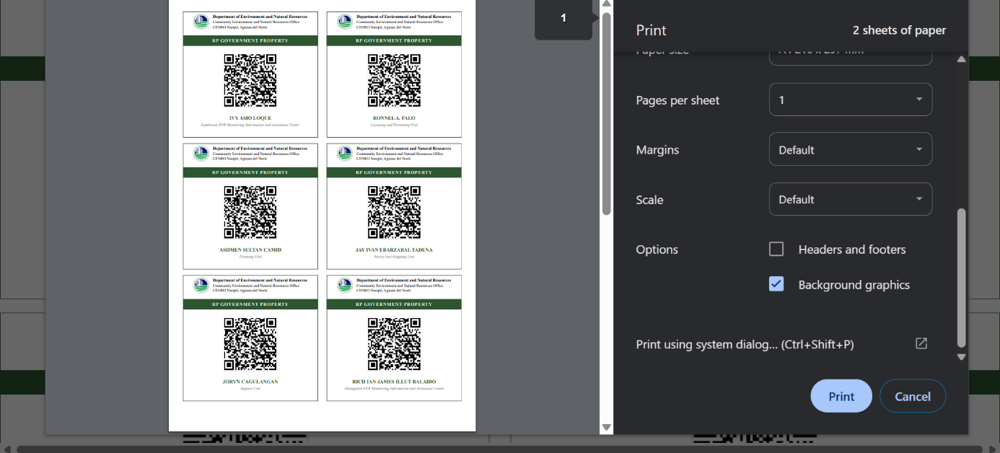 Department of Environment and Natural Resources
Community Environment and Natural Resources Office
CENRO Nasipit, Agusan del Norte
RP GOVERNMENT PROPERTY
IVY ASIO LOQUE
Lumbocan ENR Monitoring Information and Assistance Center
Department of Environment and Natural Resources
Community Environment and Natural Resources Office
CENRO Nasipit, Agusan del Norte
RP GOVERNMENT PROPERTY
RONNEL A. FALO
Licensing and Permitting Unit
Department of Environment and Natural Resources
Community Environment and Natural Resources Office
CENRO Nasipit, Agusan del Norte
RP GOVERNMENT PROPERTY
ASHMEN SULTAN CAMID
Planning Unit
Department of Environment and Natural Resources
Community Environment and Natural Resources Office
CENRO Nasipit, Agusan del Norte
RP GOVERNMENT PROPERTY
JAY IVAN EBARZABAL TADENA
Survey and Mapping Unit
Department of Environment and Natural Resources
Community Environment and Natural Resources Office
CENRO Nasipit, Agusan del Norte
RP GOVERNMENT PROPERTY
JORYN CAGULANGAN
Support Unit
Department of Environment and Natural Resources
Community Environment and Natural Resources Office
CENRO Nasipit, Agusan del Norte
RP GOVERNMENT PROPERTY
RICH IAN JAMES ILLUT BALAIDO
ENR Monitoring Information and Assistance Center
1
Print
2 sheets of paper
Paper size
Pages per sheet
1
Margins
Default
Scale
Default
Options
Headers and footers
Background graphics
Print using system dialog... (Ctrl+Shift+P)
Print
Cancel